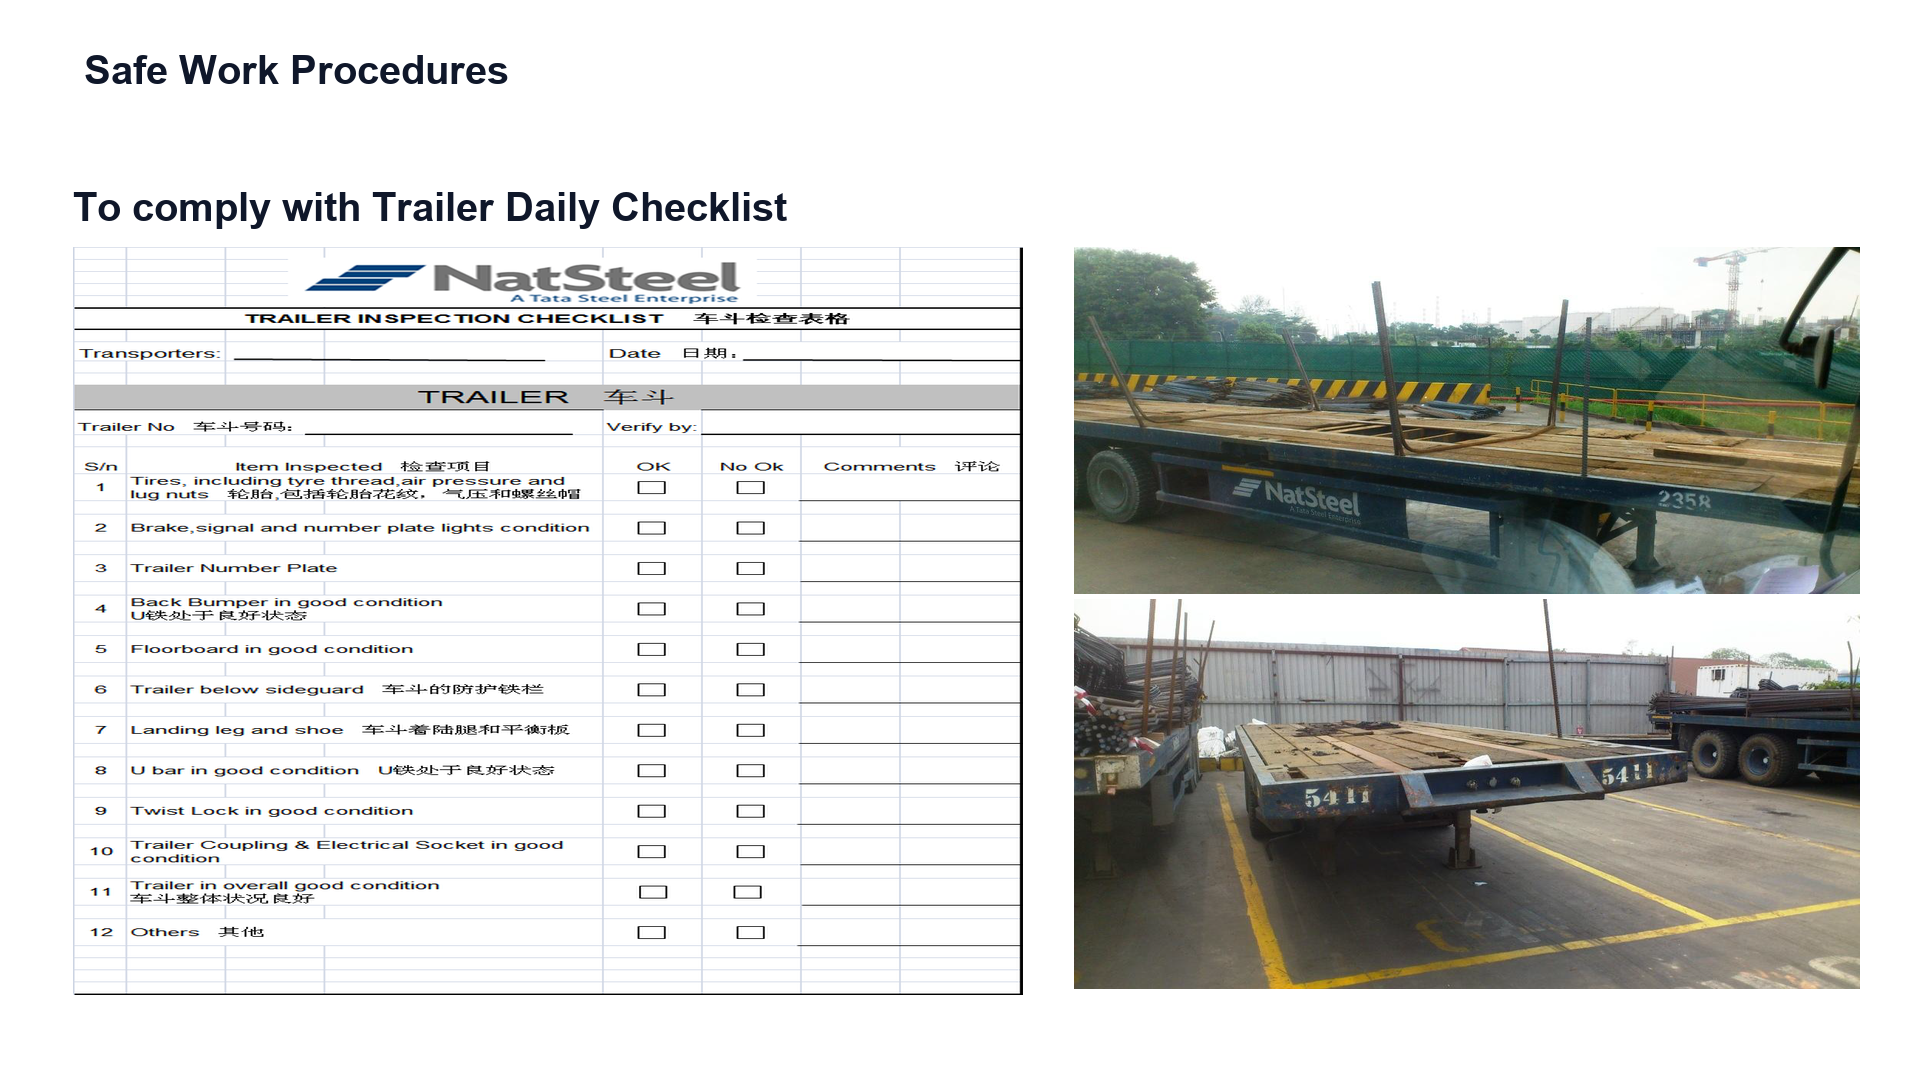 Safe Work Procedures
To comply with Trailer Daily Checklist
NatSteel
A Tata Steel Enterprise
TRAILER INSPECTION CHECKLIST 车斗检查表格
Transporters: Date 日期:
TRAILER 车斗
Trailer No 车斗号码: Verify by:
S/n Item Inspected 检查项目 OK No Ok Comments 评论
1 Tires, including tyre thread,air pressure and
lug nuts 轮胎,包括轮胎花纹，气压和螺丝帽
2 Brake,signal and number plate lights condition
3 Trailer Number Plate
4 Back Bumper in good condition
U铁处于良好状态
5 Floorboard in good condition
6 Trailer below sideguard 车斗的防护铁栏
7 Landing leg and shoe 车斗着陆腿和平衡板
8 U bar in good condition U铁处于良好状态
9 Twist Lock in good condition
10 Trailer Coupling & Electrical Socket in good
condition
11 Trailer in overall good condition
车斗整体状况良好
12 Others 其他
NatSteel
A Tata Steel Enterprise
2358
5411
5411